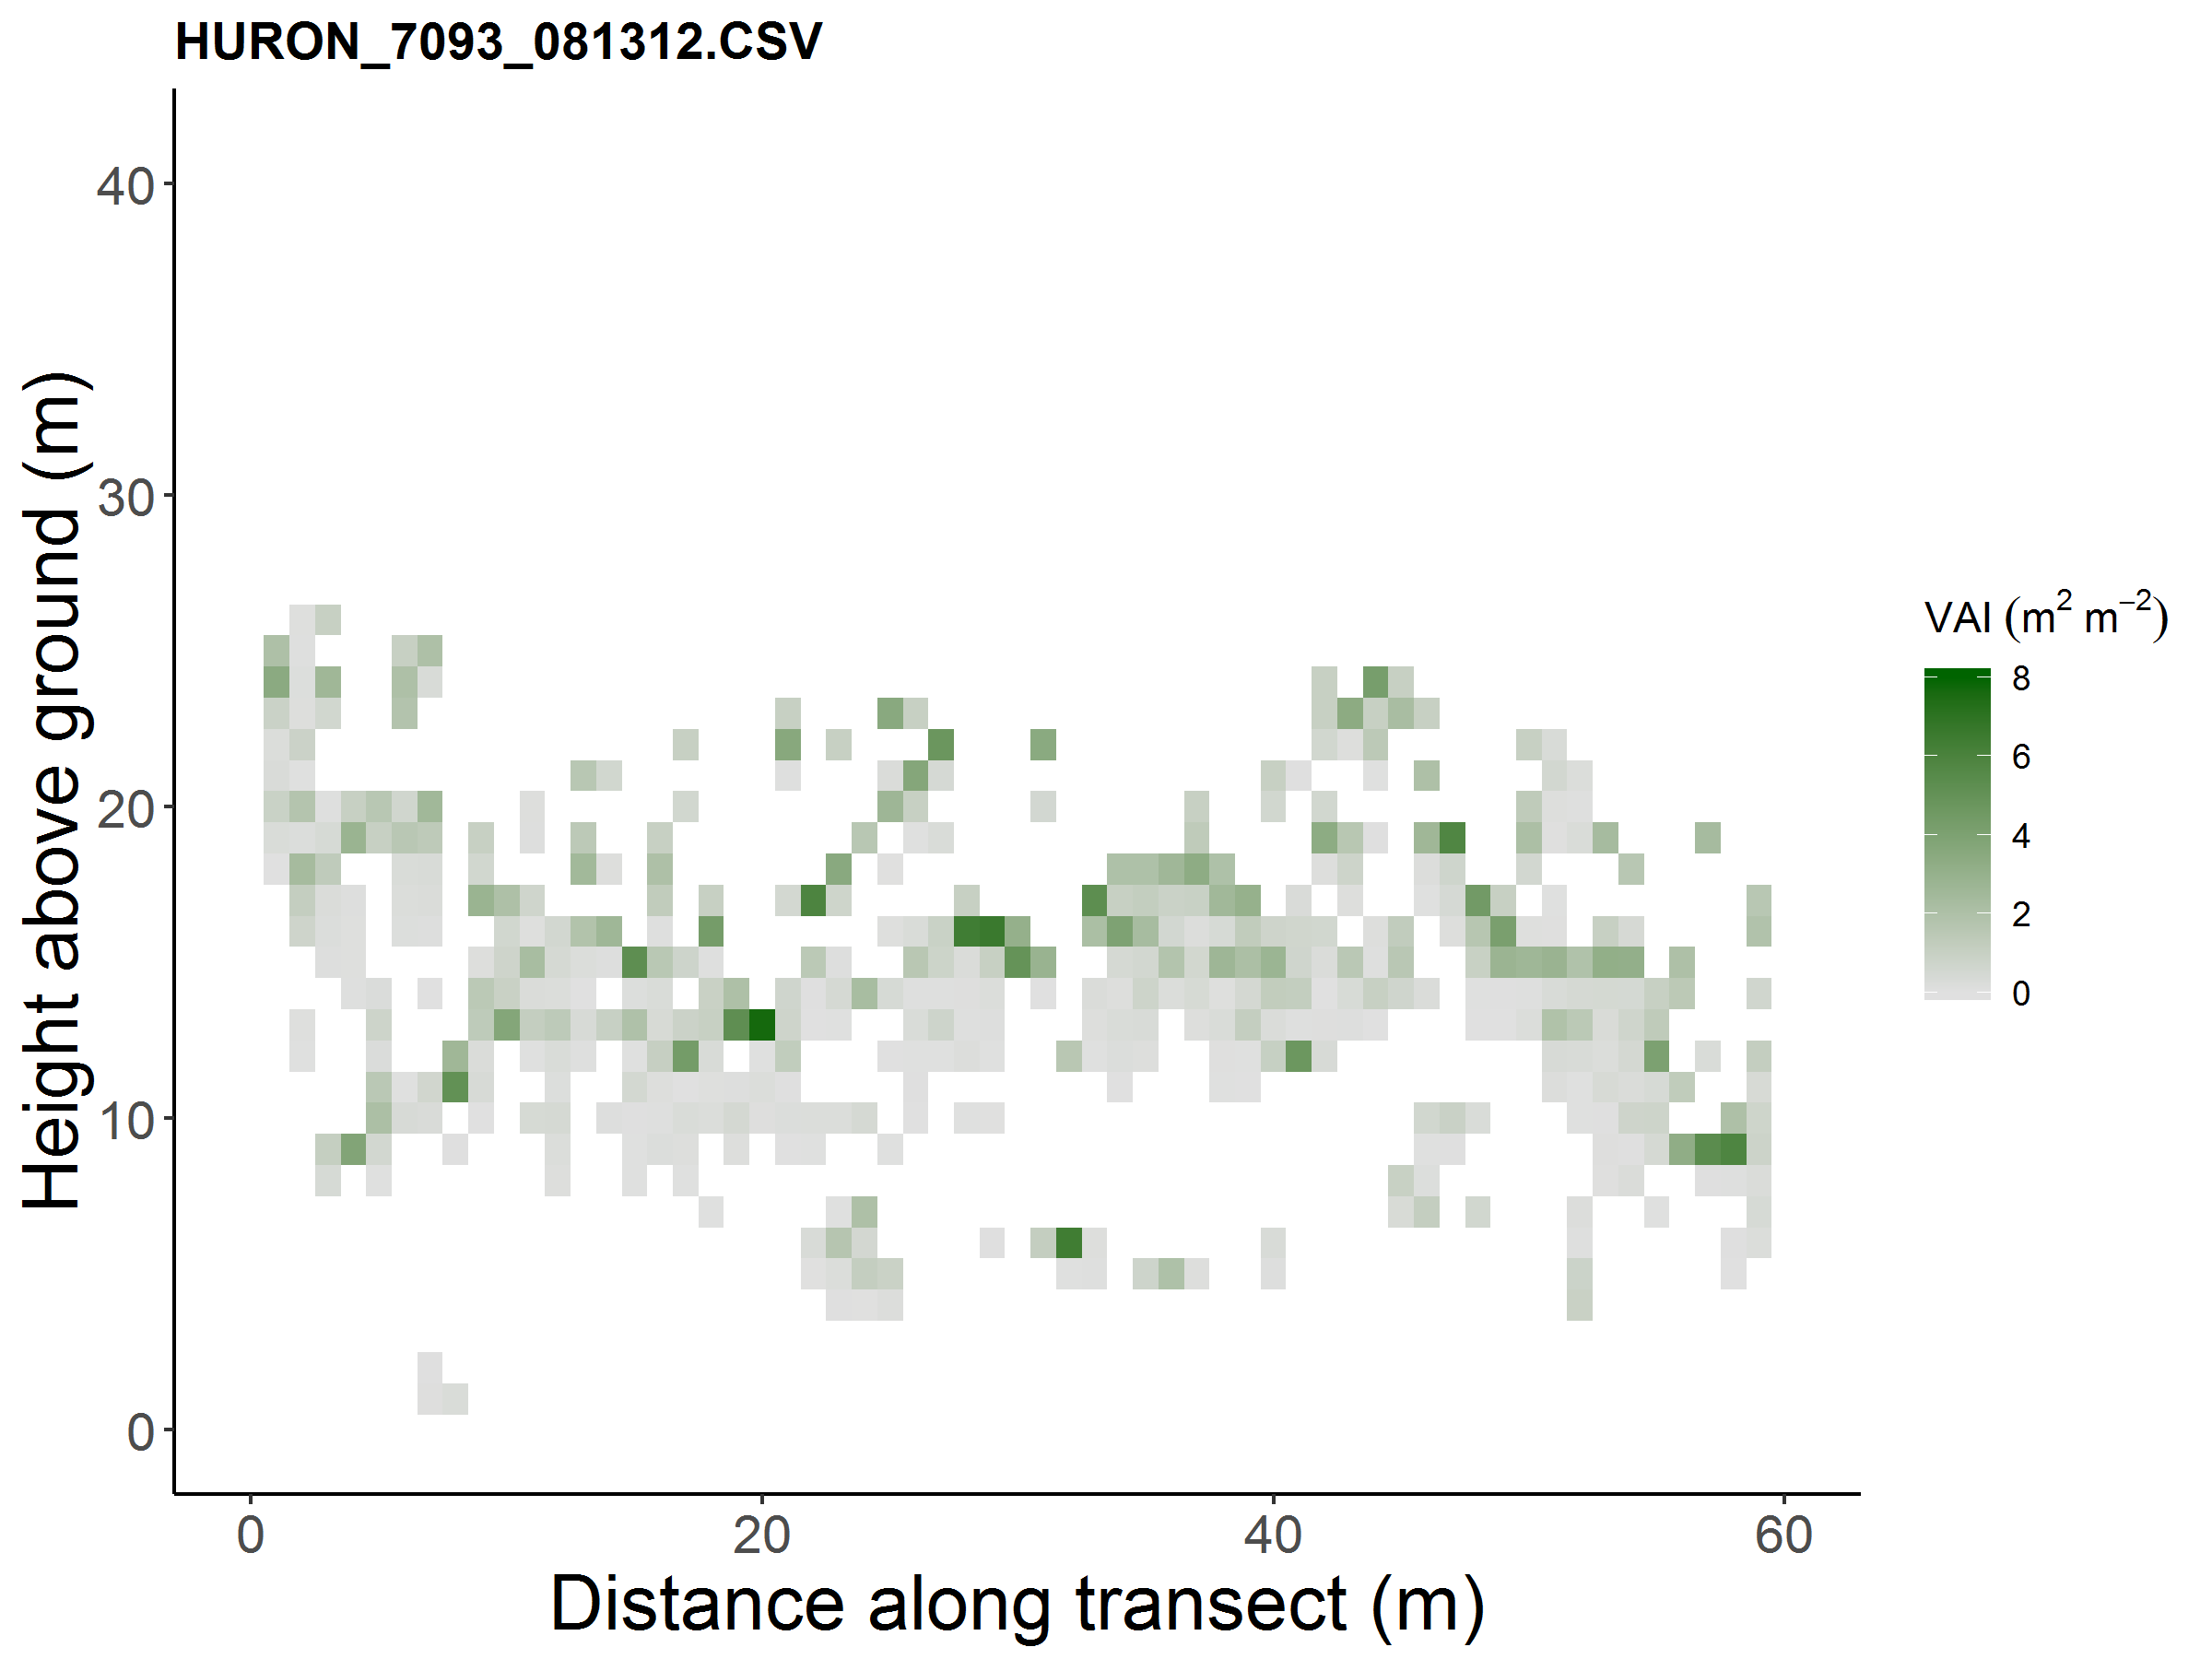 HURON_7093_081312.CSV
Height above ground (m)
40
30
20
10
0
0 20 40 60
Distance along transect (m)
VAI (m² m⁻²)
8
6
4
2
0